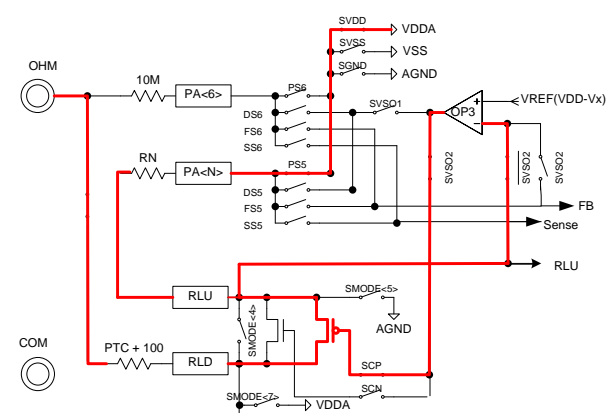 SVDD
VDDA
OHM
SVSS
VSS
10M
SGND
AGND
PA<6>
PS6
DS6
SVSO1
OP3
VREF(VDD-Vx)
FS6
SS6
RN
PA<N>
PS5
SVSO2
SVSO2
SVSO2
DS5
FS5
FB
SS5
Sense
RLU
RLU
SMODE<5>
AGND
SMODE<4>
COM
PTC + 100
RLD
SCP
SCN
SMODE<7>
VDDA